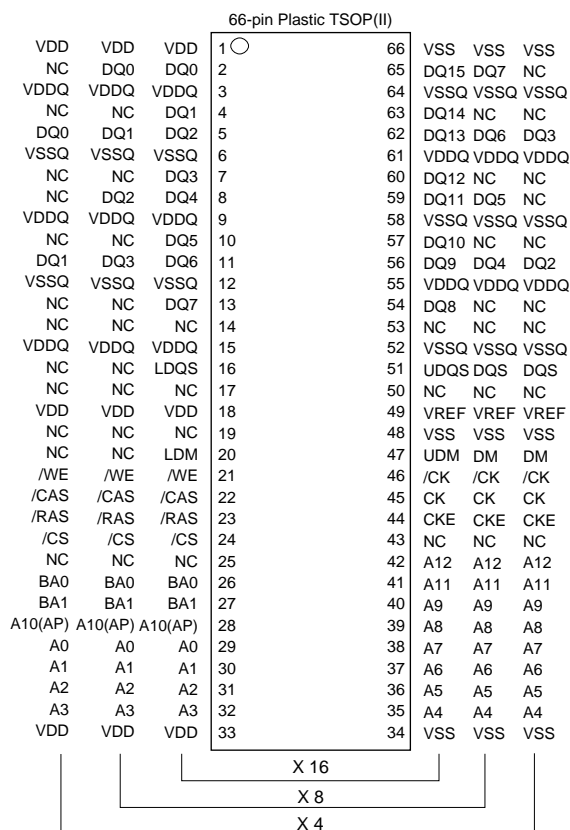 66-pin Plastic TSOP(II)
VDD VDD VDD 1 66 VSS VSS VSS
NC DQ0 DQ0 2 65 DQ15 DQ7 NC
VDDQ VDDQ VDDQ 3 64 VSSQ VSSQ VSSQ
NC NC DQ1 4 63 DQ14 NC NC
DQ0 DQ1 DQ2 5 62 DQ13 DQ6 DQ3
VSSQ VSSQ VSSQ 6 61 VDDQ VDDQ VDDQ
NC NC DQ3 7 60 DQ12 NC NC
NC DQ2 DQ4 8 59 DQ11 DQ5 NC
VDDQ VDDQ VDDQ 9 58 VSSQ VSSQ VSSQ
NC NC DQ5 10 57 DQ10 NC NC
DQ1 DQ3 DQ6 11 56 DQ9 DQ4 DQ2
VSSQ VSSQ VSSQ 12 55 VDDQ VDDQ VDDQ
NC NC DQ7 13 54 DQ8 NC NC
NC NC NC 14 53 NC NC NC
VDDQ VDDQ VDDQ 15 52 VSSQ VSSQ VSSQ
NC NC LDQS 16 51 UDQS DQS DQS
NC NC NC 17 50 NC NC NC
VDD VDD VDD 18 49 VREF VREF VREF
NC NC NC 19 48 VSS VSS VSS
NC NC LDM 20 47 UDM DM DM
/WE /WE /WE 21 46 /CK /CK /CK
/CAS /CAS /CAS 22 45 CK CK CK
/RAS /RAS /RAS 23 44 CKE CKE CKE
/CS /CS /CS 24 43 NC NC NC
NC NC NC 25 42 A12 A12 A12
BA0 BA0 BA0 26 41 A11 A11 A11
BA1 BA1 BA1 27 40 A9 A9 A9
A10(AP) A10(AP) A10(AP) 28 39 A8 A8 A8
A0 A0 A0 29 38 A7 A7 A7
A1 A1 A1 30 37 A6 A6 A6
A2 A2 A2 31 36 A5 A5 A5
A3 A3 A3 32 35 A4 A4 A4
VDD VDD VDD 33 34 VSS VSS VSS
X 16
X 8
X 4